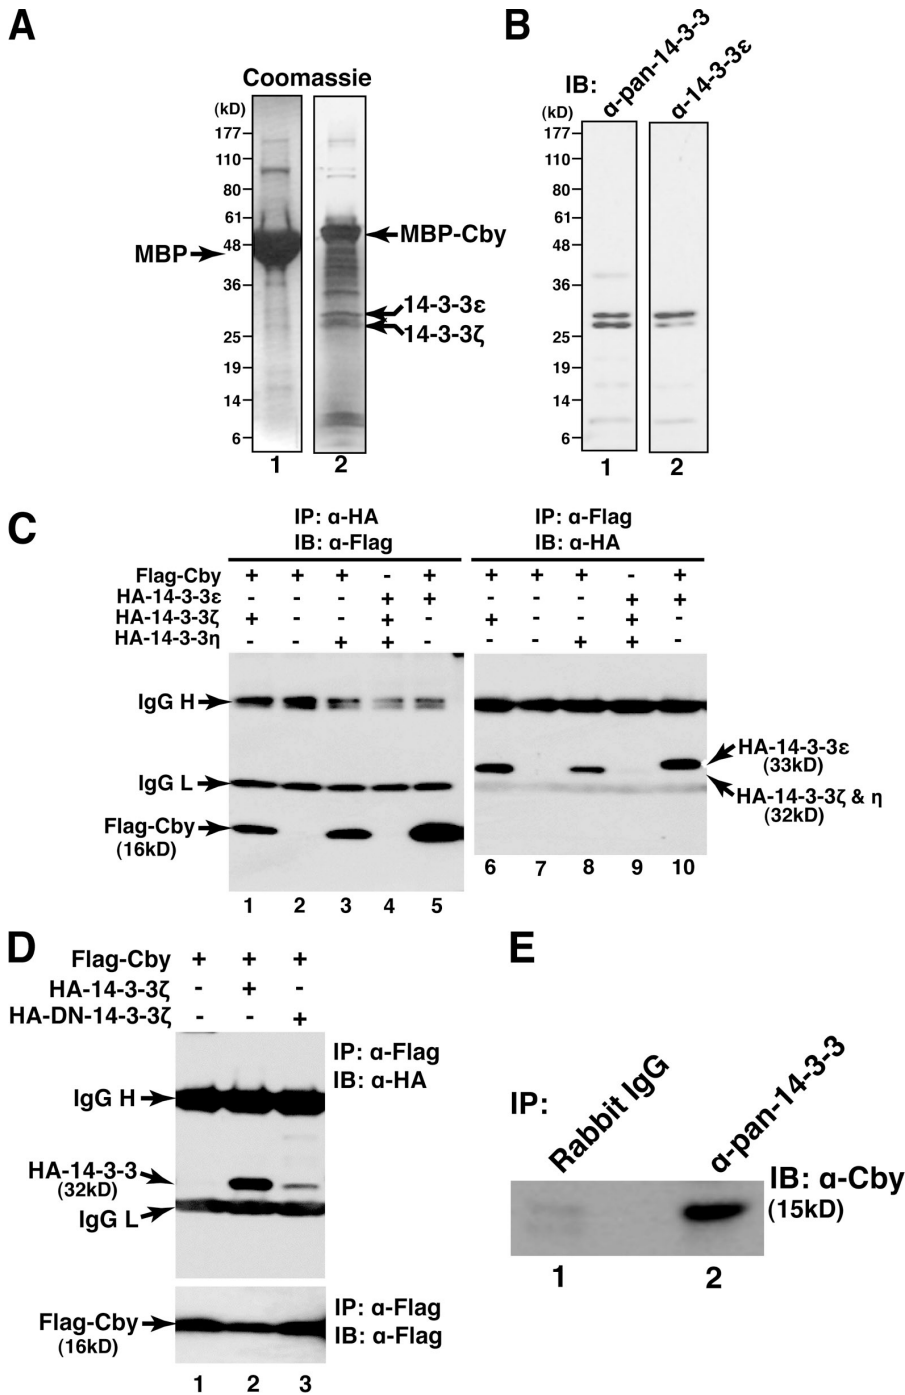 A
Coomassie
(kD)
177
110
80
61
48
36
25
19
14
6
MBP
MBP-Cby
14-3-3ε
14-3-3ζ
1 2
B
IB:
α-pan-14-3-3
α-14-3-3ε
(kD)
177
110
80
61
48
36
25
19
14
6
1 2
C
IP: α-HA
IB: α-Flag
IP: α-Flag
IB: α-HA
Flag-Cby + + + - + + + + - +
HA-14-3-3ε - - - + + - - - + +
HA-14-3-3ζ + - - + - + - - + -
HA-14-3-3η - - + + - - - + + -
IgG H
IgG L
Flag-Cby
(16kD)
HA-14-3-3ε
(33kD)
HA-14-3-3ζ & η
(32kD)
1 2 3 4 5
6 7 8 9 10
D
Flag-Cby + + +
HA-14-3-3ζ - + -
HA-DN-14-3-3ζ - - +
IP: α-Flag
IB: α-HA
IgG H
HA-14-3-3
(32kD)
IgG L
Flag-Cby
(16kD)
IP: α-Flag
IB: α-Flag
1 2 3
E
IP:
Rabbit IgG
α-pan-14-3-3
IB: α-Cby
(15kD)
1 2